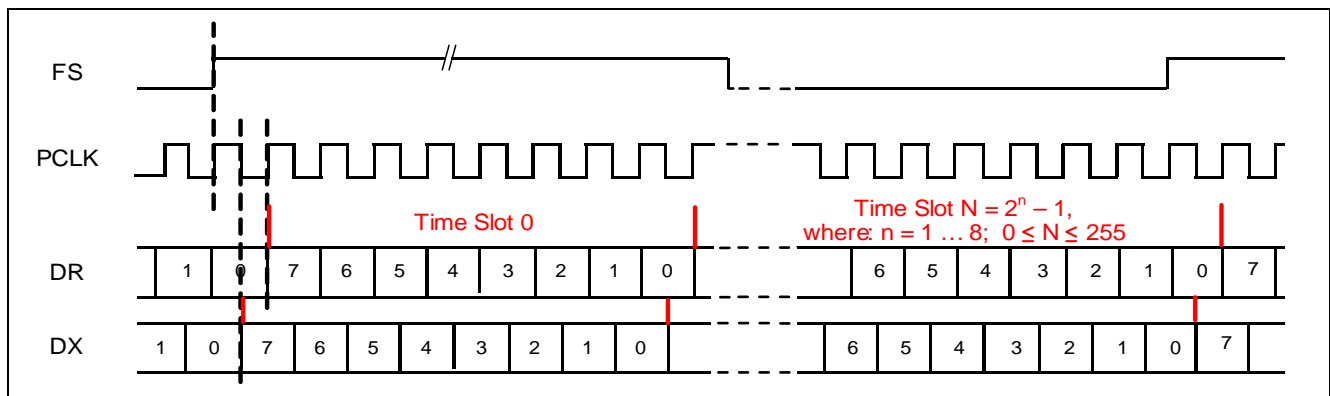 FS
PCLK
Time Slot 0
Time Slot N = 2ⁿ – 1,
where: n = 1 … 8; 0 ≤ N ≤ 255
DR 1 0 7 6 5 4 3 2 1 0 6 5 4 3 2 1 0 7
DX 1 0 7 6 5 4 3 2 1 0 6 5 4 3 2 1 0 7